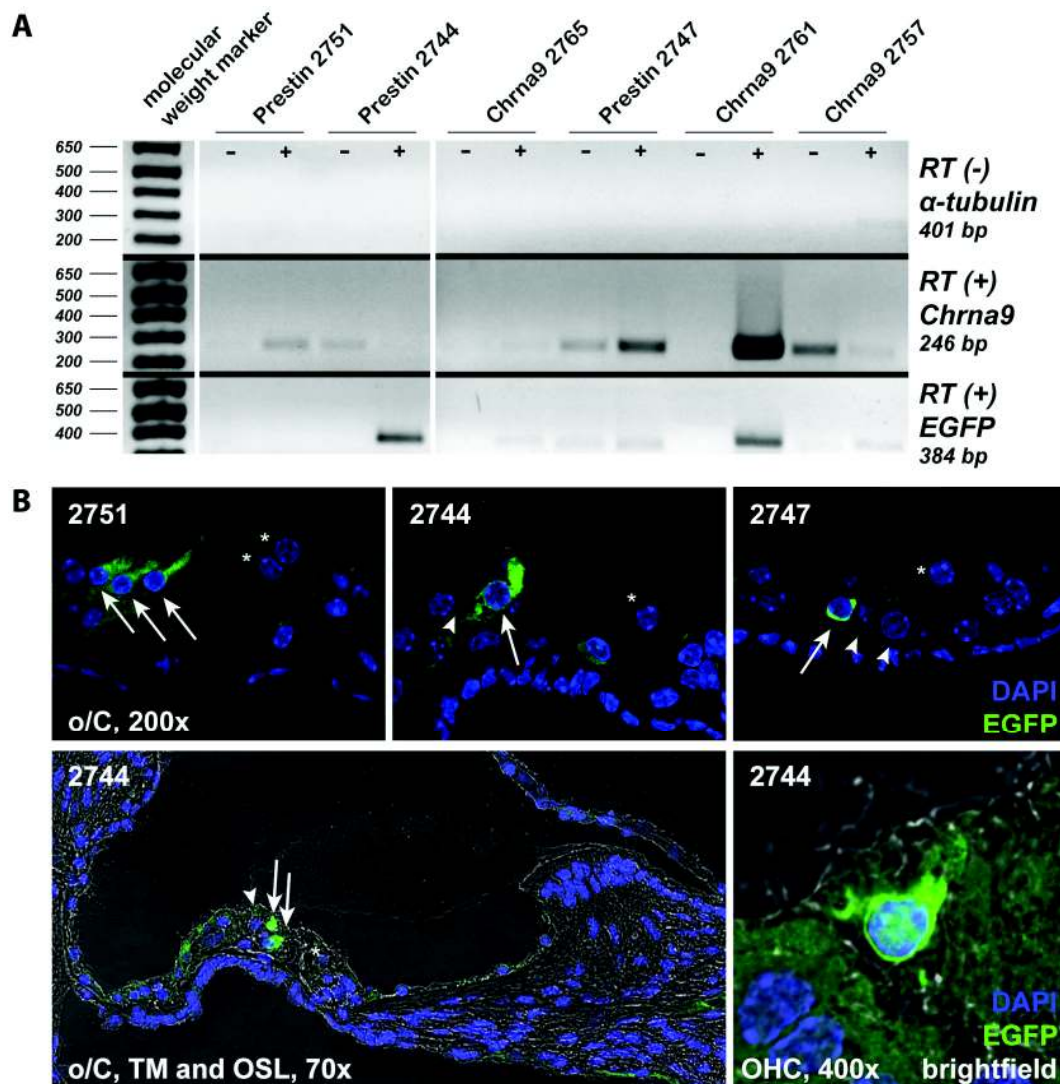 A
molecular
weight marker
Prestin 2751
Prestin 2744
Chrna9 2765
Prestin 2747
Chrna9 2761
Chrna9 2757
650
500
400
300
200
- + - + - + - + - + - +
RT (-)
α-tubulin
401 bp
650
500
400
300
200
RT (+)
Chrna9
246 bp
650
500
400
RT (+)
EGFP
384 bp
B
2751
* *
o/C, 200x
2744
*
2747
*
DAPI
EGFP
2744
*
o/C, TM and OSL, 70x
2744
DAPI
EGFP
OHC, 400x brightfield